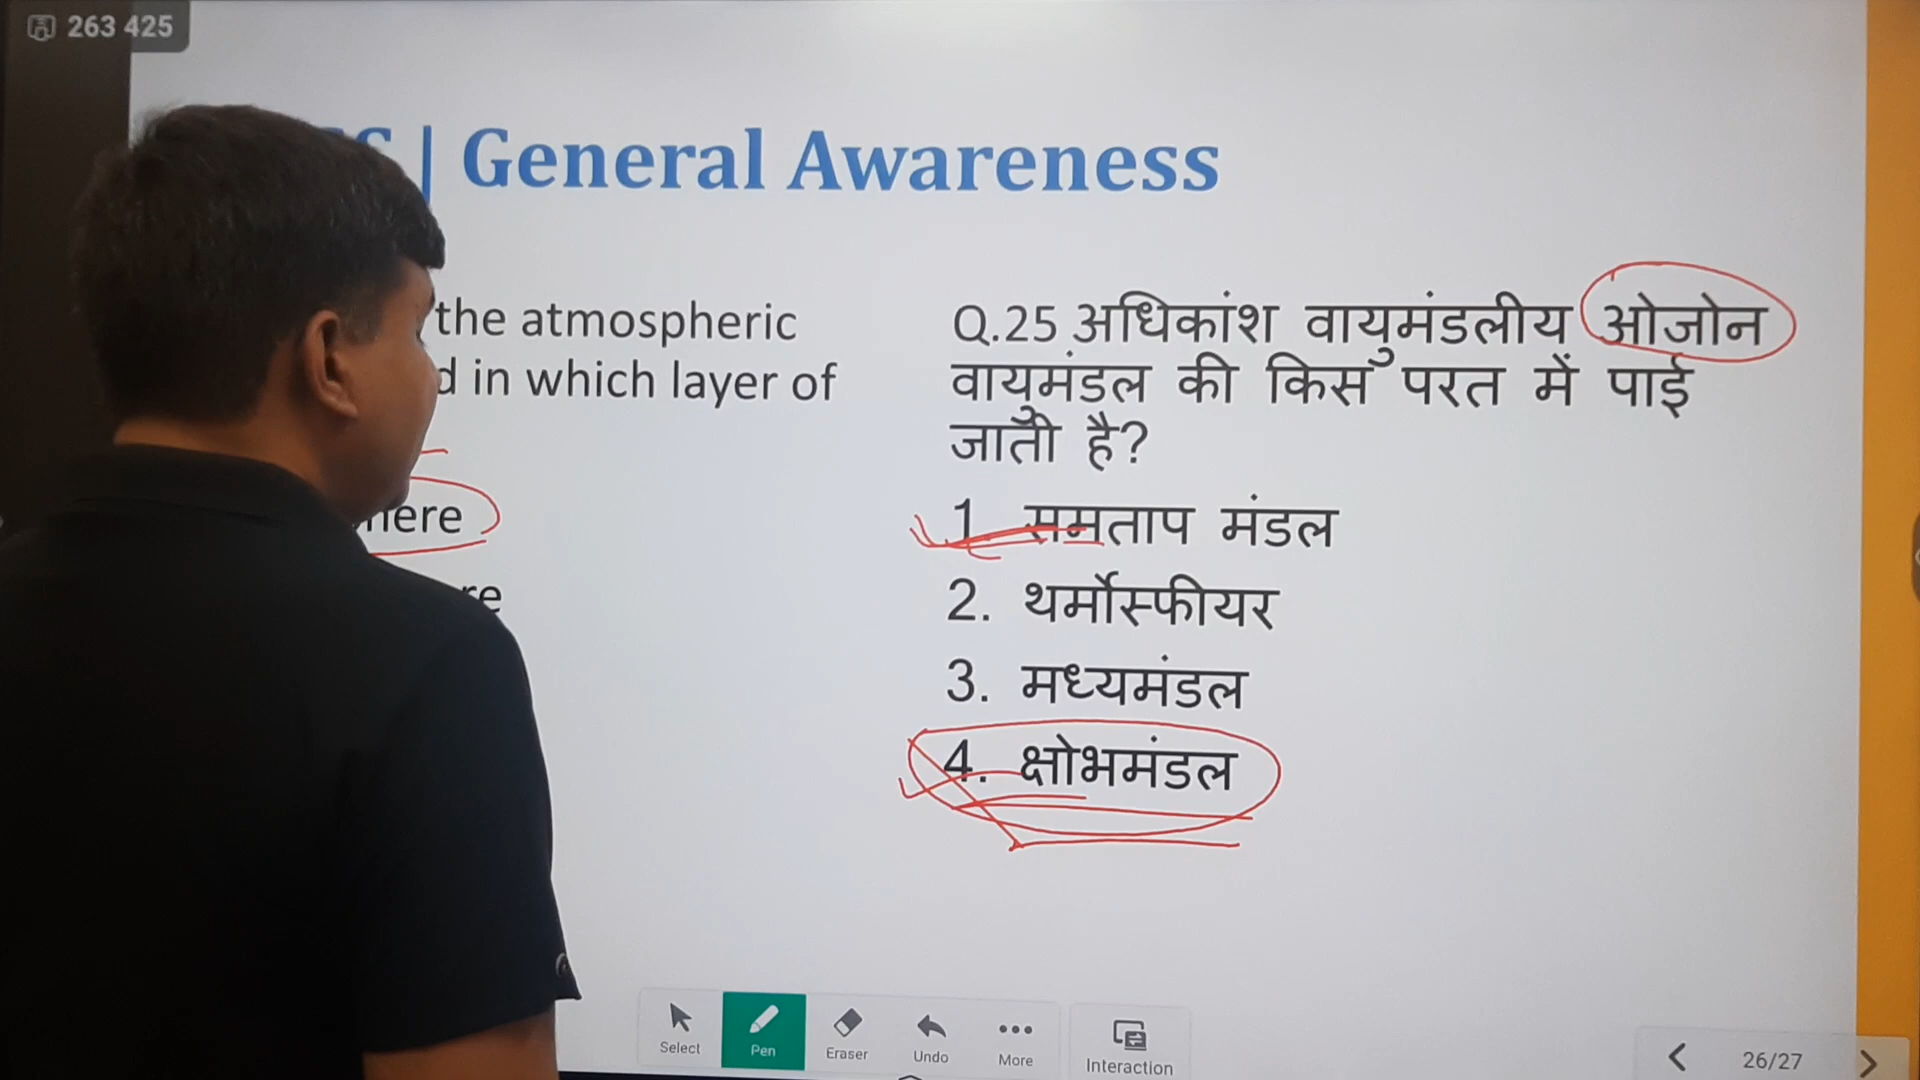 263 425
| General Awareness
the atmospheric
in which layer of
Q.25 अधिकांश वायुमंडलीय ओजोन
वायुमंडल की किस परत में पाई
जाती है?
1. समताप मंडल
2. थर्मोस्फीयर
3. मध्यमंडल
4. क्षोभमंडल
Select
Pen
Eraser
Undo
More
Interaction
26/27